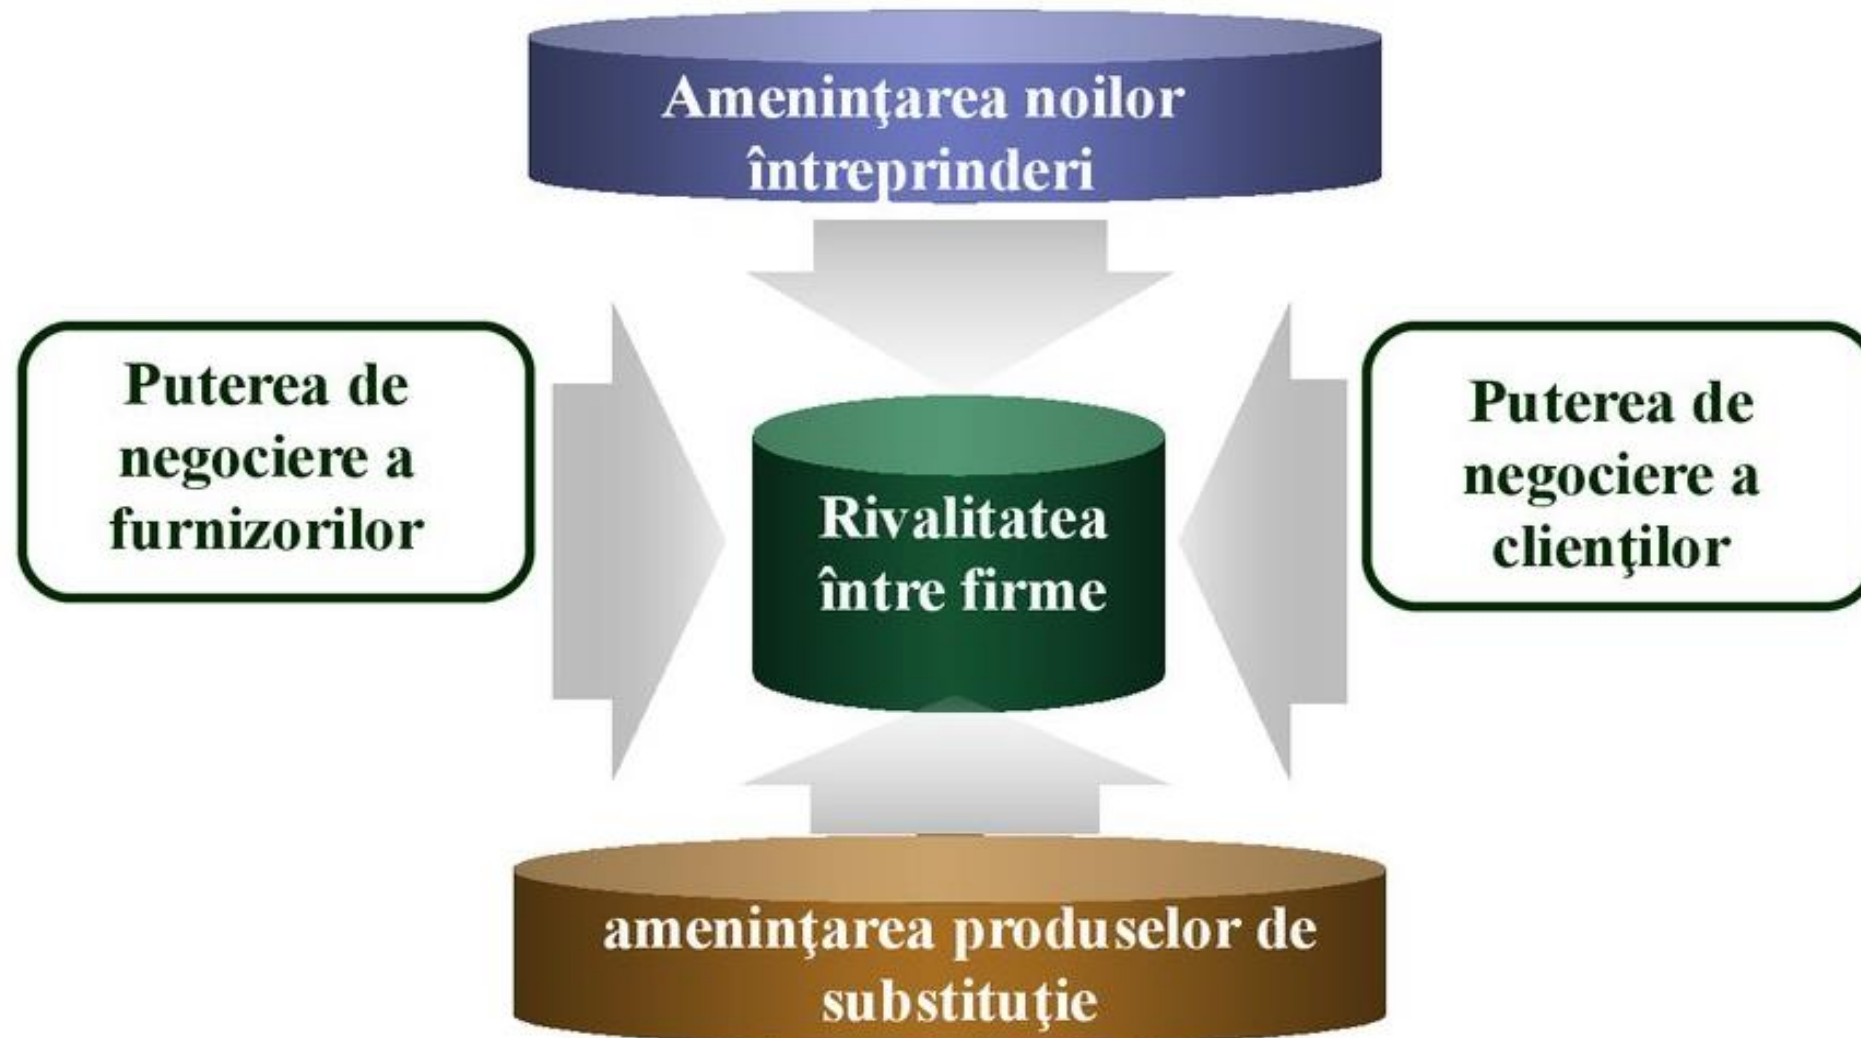 Ameninţarea noilor
întreprinderi
Puterea de
negociere a
furnizorilor
Rivalitatea
între firme
Puterea de
negociere a
clienţilor
ameninţarea produselor de
substituţie